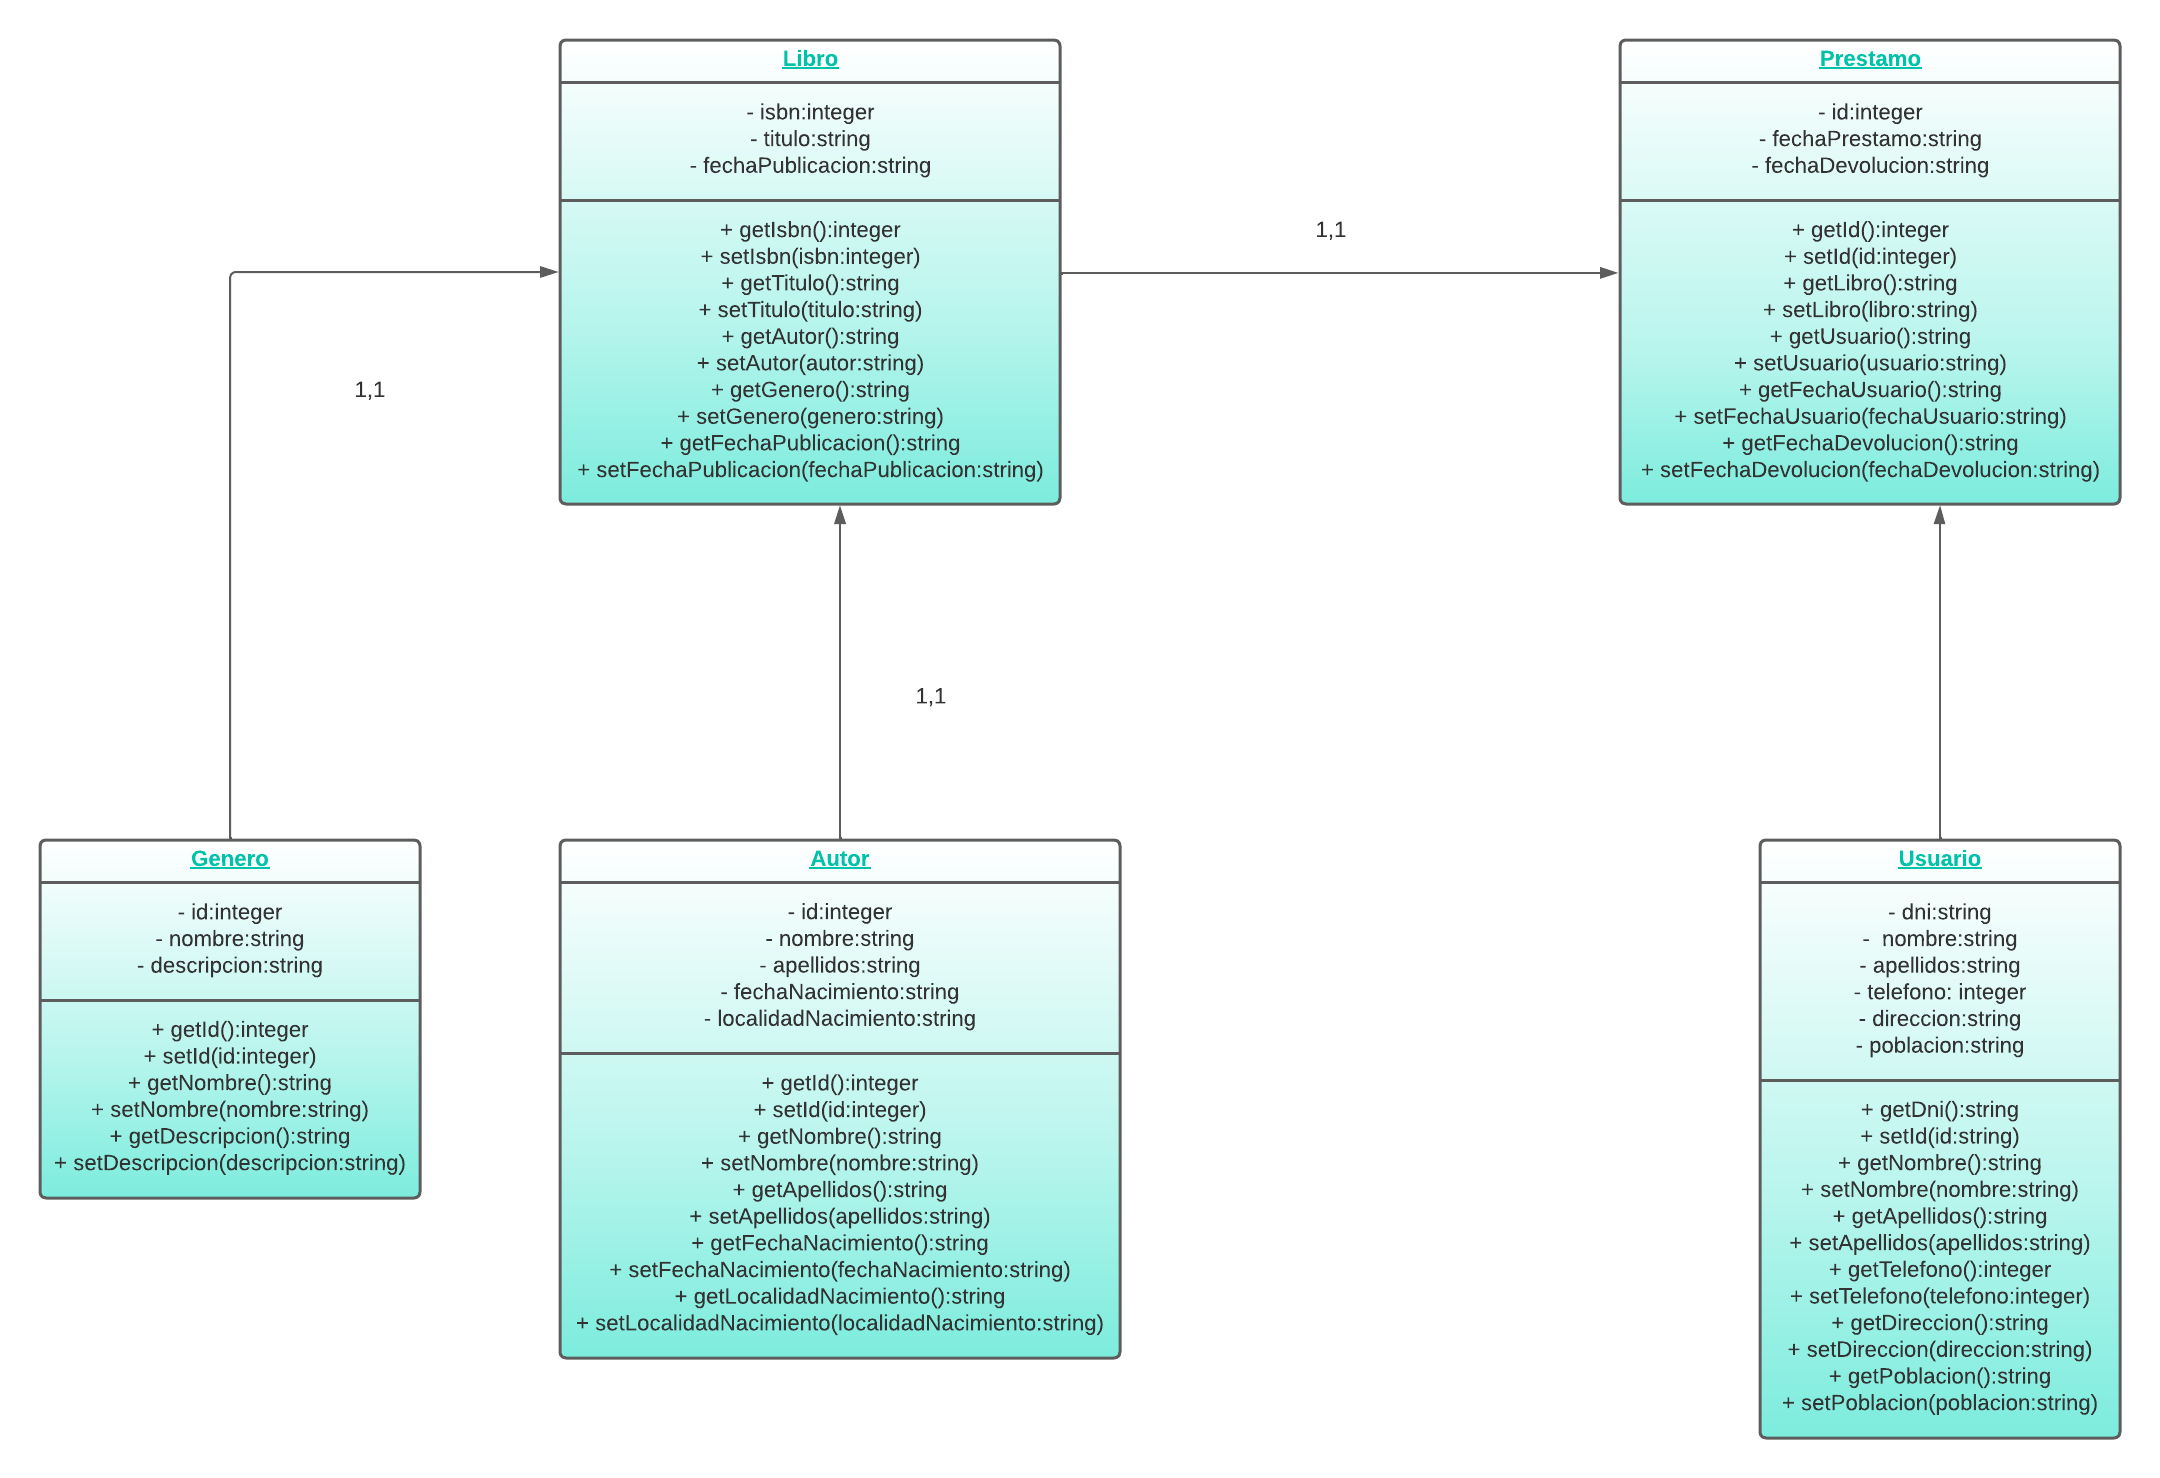 Libro
- isbn:integer
- titulo:string
- fechaPublicacion:string
+ getIsbn():integer
+ setIsbn(isbn:integer)
+ getTitulo():string
+ setTitulo(titulo:string)
+ getAutor():string
+ setAutor(autor:string)
+ getGenero():string
+ setGenero(genero:string)
+ getFechaPublicacion():string
+ setFechaPublicacion(fechaPublicacion:string)
1,1
Prestamo
- id:integer
- fechaPrestamo:string
- fechaDevolucion:string
+ getId():integer
+ setId(id:integer)
+ getLibro():string
+ setLibro(libro:string)
+ getUsuario():string
+ setUsuario(usuario:string)
+ getFechaUsuario():string
+ setFechaUsuario(fechaUsuario:string)
+ getFechaDevolucion():string
+ setFechaDevolucion(fechaDevolucion:string)
1,1
1,1
Genero
- id:integer
- nombre:string
- descripcion:string
+ getId():integer
+ setId(id:integer)
+ getNombre():string
+ setNombre(nombre:string)
+ getDescripcion():string
+ setDescripcion(descripcion:string)
Autor
- id:integer
- nombre:string
- apellidos:string
- fechaNacimiento:string
- localidadNacimiento:string
+ getId():integer
+ setId(id:integer)
+ getNombre():string
+ setNombre(nombre:string)
+ getApellidos():string
+ setApellidos(apellidos:string)
+ getFechaNacimiento():string
+ setFechaNacimiento(fechaNacimiento:string)
+ getLocalidadNacimiento():string
+ setLocalidadNacimiento(localidadNacimiento:string)
Usuario
- dni:string
- nombre:string
- apellidos:string
- telefono: integer
- direccion:string
- poblacion:string
+ getDni():string
+ setId(id:string)
+ getNombre():string
+ setNombre(nombre:string)
+ getApellidos():string
+ setApellidos(apellidos:string)
+ getTelefono():integer
+ setTelefono(telefono:integer)
+ getDireccion():string
+ setDireccion(direccion:string)
+ getPoblacion():string
+ setPoblacion(poblacion:string)